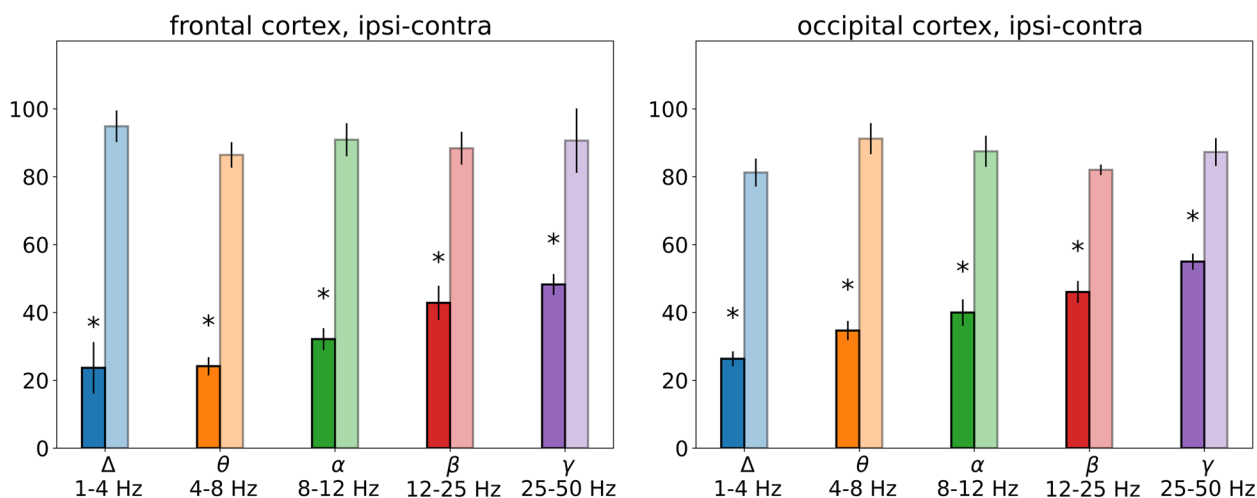 frontal cortex, ipsi-contra
100
80
60
40
20
0
* * * * *
Δ θ α β γ
1-4 Hz 4-8 Hz 8-12 Hz 12-25 Hz 25-50 Hz
occipital cortex, ipsi-contra
100
80
60
40
20
0
* * * * *
Δ θ α β γ
1-4 Hz 4-8 Hz 8-12 Hz 12-25 Hz 25-50 Hz